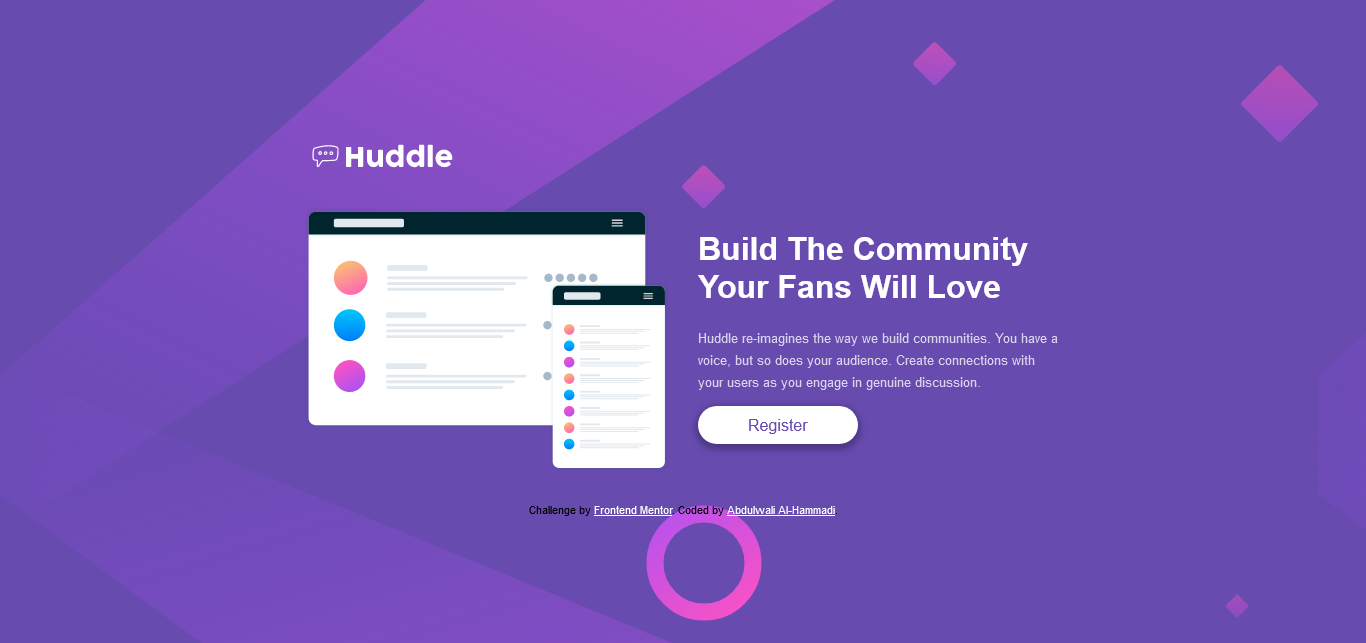 Huddle
Build The Community
Your Fans Will Love
Huddle re-imagines the way we build communities. You have a
voice, but so does your audience. Create connections with
your users as you engage in genuine discussion.
Register
Challenge by Frontend Mentor. Coded by Abdulwali Al-Hammadi.